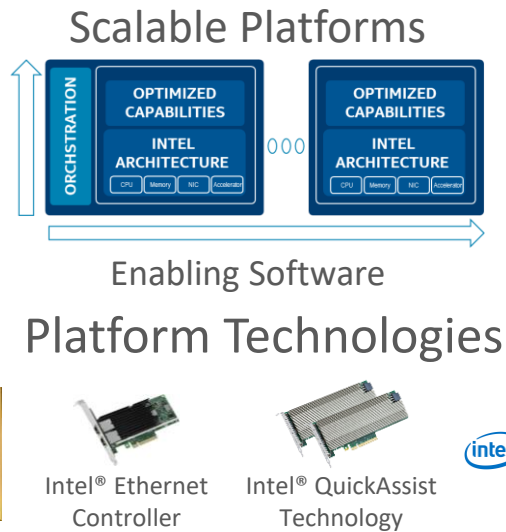 Scalable Platforms
ORCHSTRATION
OPTIMIZED
CAPABILITIES
INTEL
ARCHITECTURE
CPU Memory NIC Accelerator
000
OPTIMIZED
CAPABILITIES
INTEL
ARCHITECTURE
CPU Memory NIC Accelerator
Enabling Software
Platform Technologies
Intel® Ethernet
Controller
Intel® QuickAssist
Technology